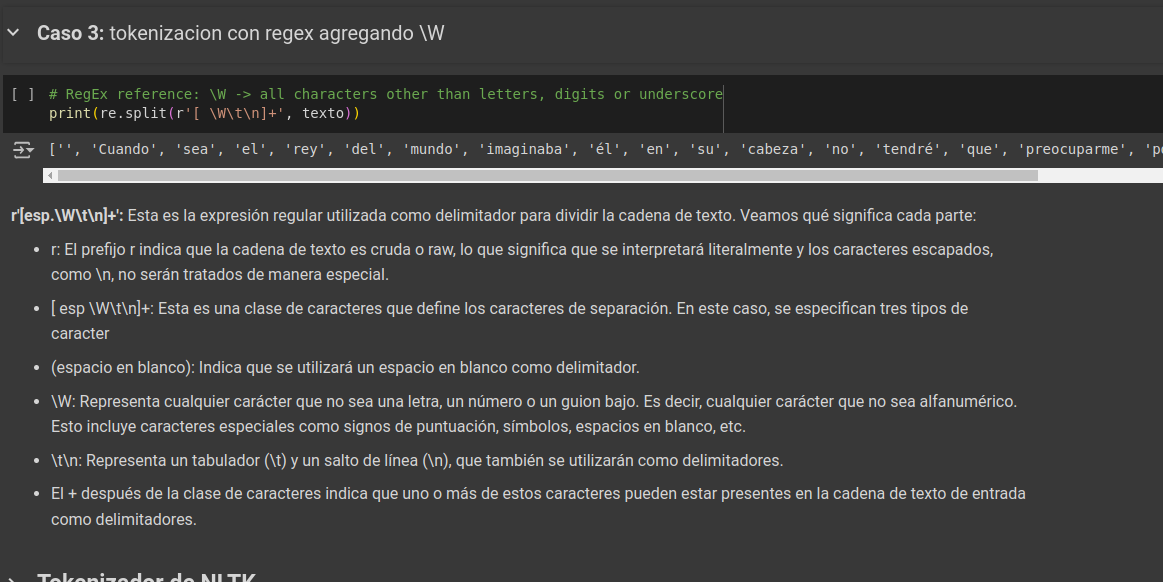 Caso 3: tokenizacion con regex agregando \W
[ ] # RegEx reference: \W -> all characters other than letters, digits or underscore
print(re.split(r'[ \W\t\n]+', texto))
['', 'Cuando', 'sea', 'el', 'rey', 'del', 'mundo', 'imaginaba', 'él', 'en', 'su', 'cabeza', 'no', 'tendré', 'que', 'preocuparme',
r'[esp.\W\t\n]+': Esta es la expresión regular utilizada como delimitador para dividir la cadena de texto. Veamos qué significa cada parte:
• r: El prefijo r indica que la cadena de texto es cruda o raw, lo que significa que se interpretará literalmente y los caracteres escapados,
como \n, no serán tratados de manera especial.
• [ esp \W\t\n]+: Esta es una clase de caracteres que define los caracteres de separación. En este caso, se especifican tres tipos de
caracter
• (espacio en blanco): Indica que se utilizará un espacio en blanco como delimitador.
• \W: Representa cualquier carácter que no sea una letra, un número o un guion bajo. Es decir, cualquier carácter que no sea alfanumérico.
Esto incluye caracteres especiales como signos de puntuación, símbolos, espacios en blanco, etc.
• \t\n: Representa un tabulador (\t) y un salto de línea (\n), que también se utilizarán como delimitadores.
• El + después de la clase de caracteres indica que uno o más de estos caracteres pueden estar presentes en la cadena de texto de entrada
como delimitadores.
Tokenizador de NLTK